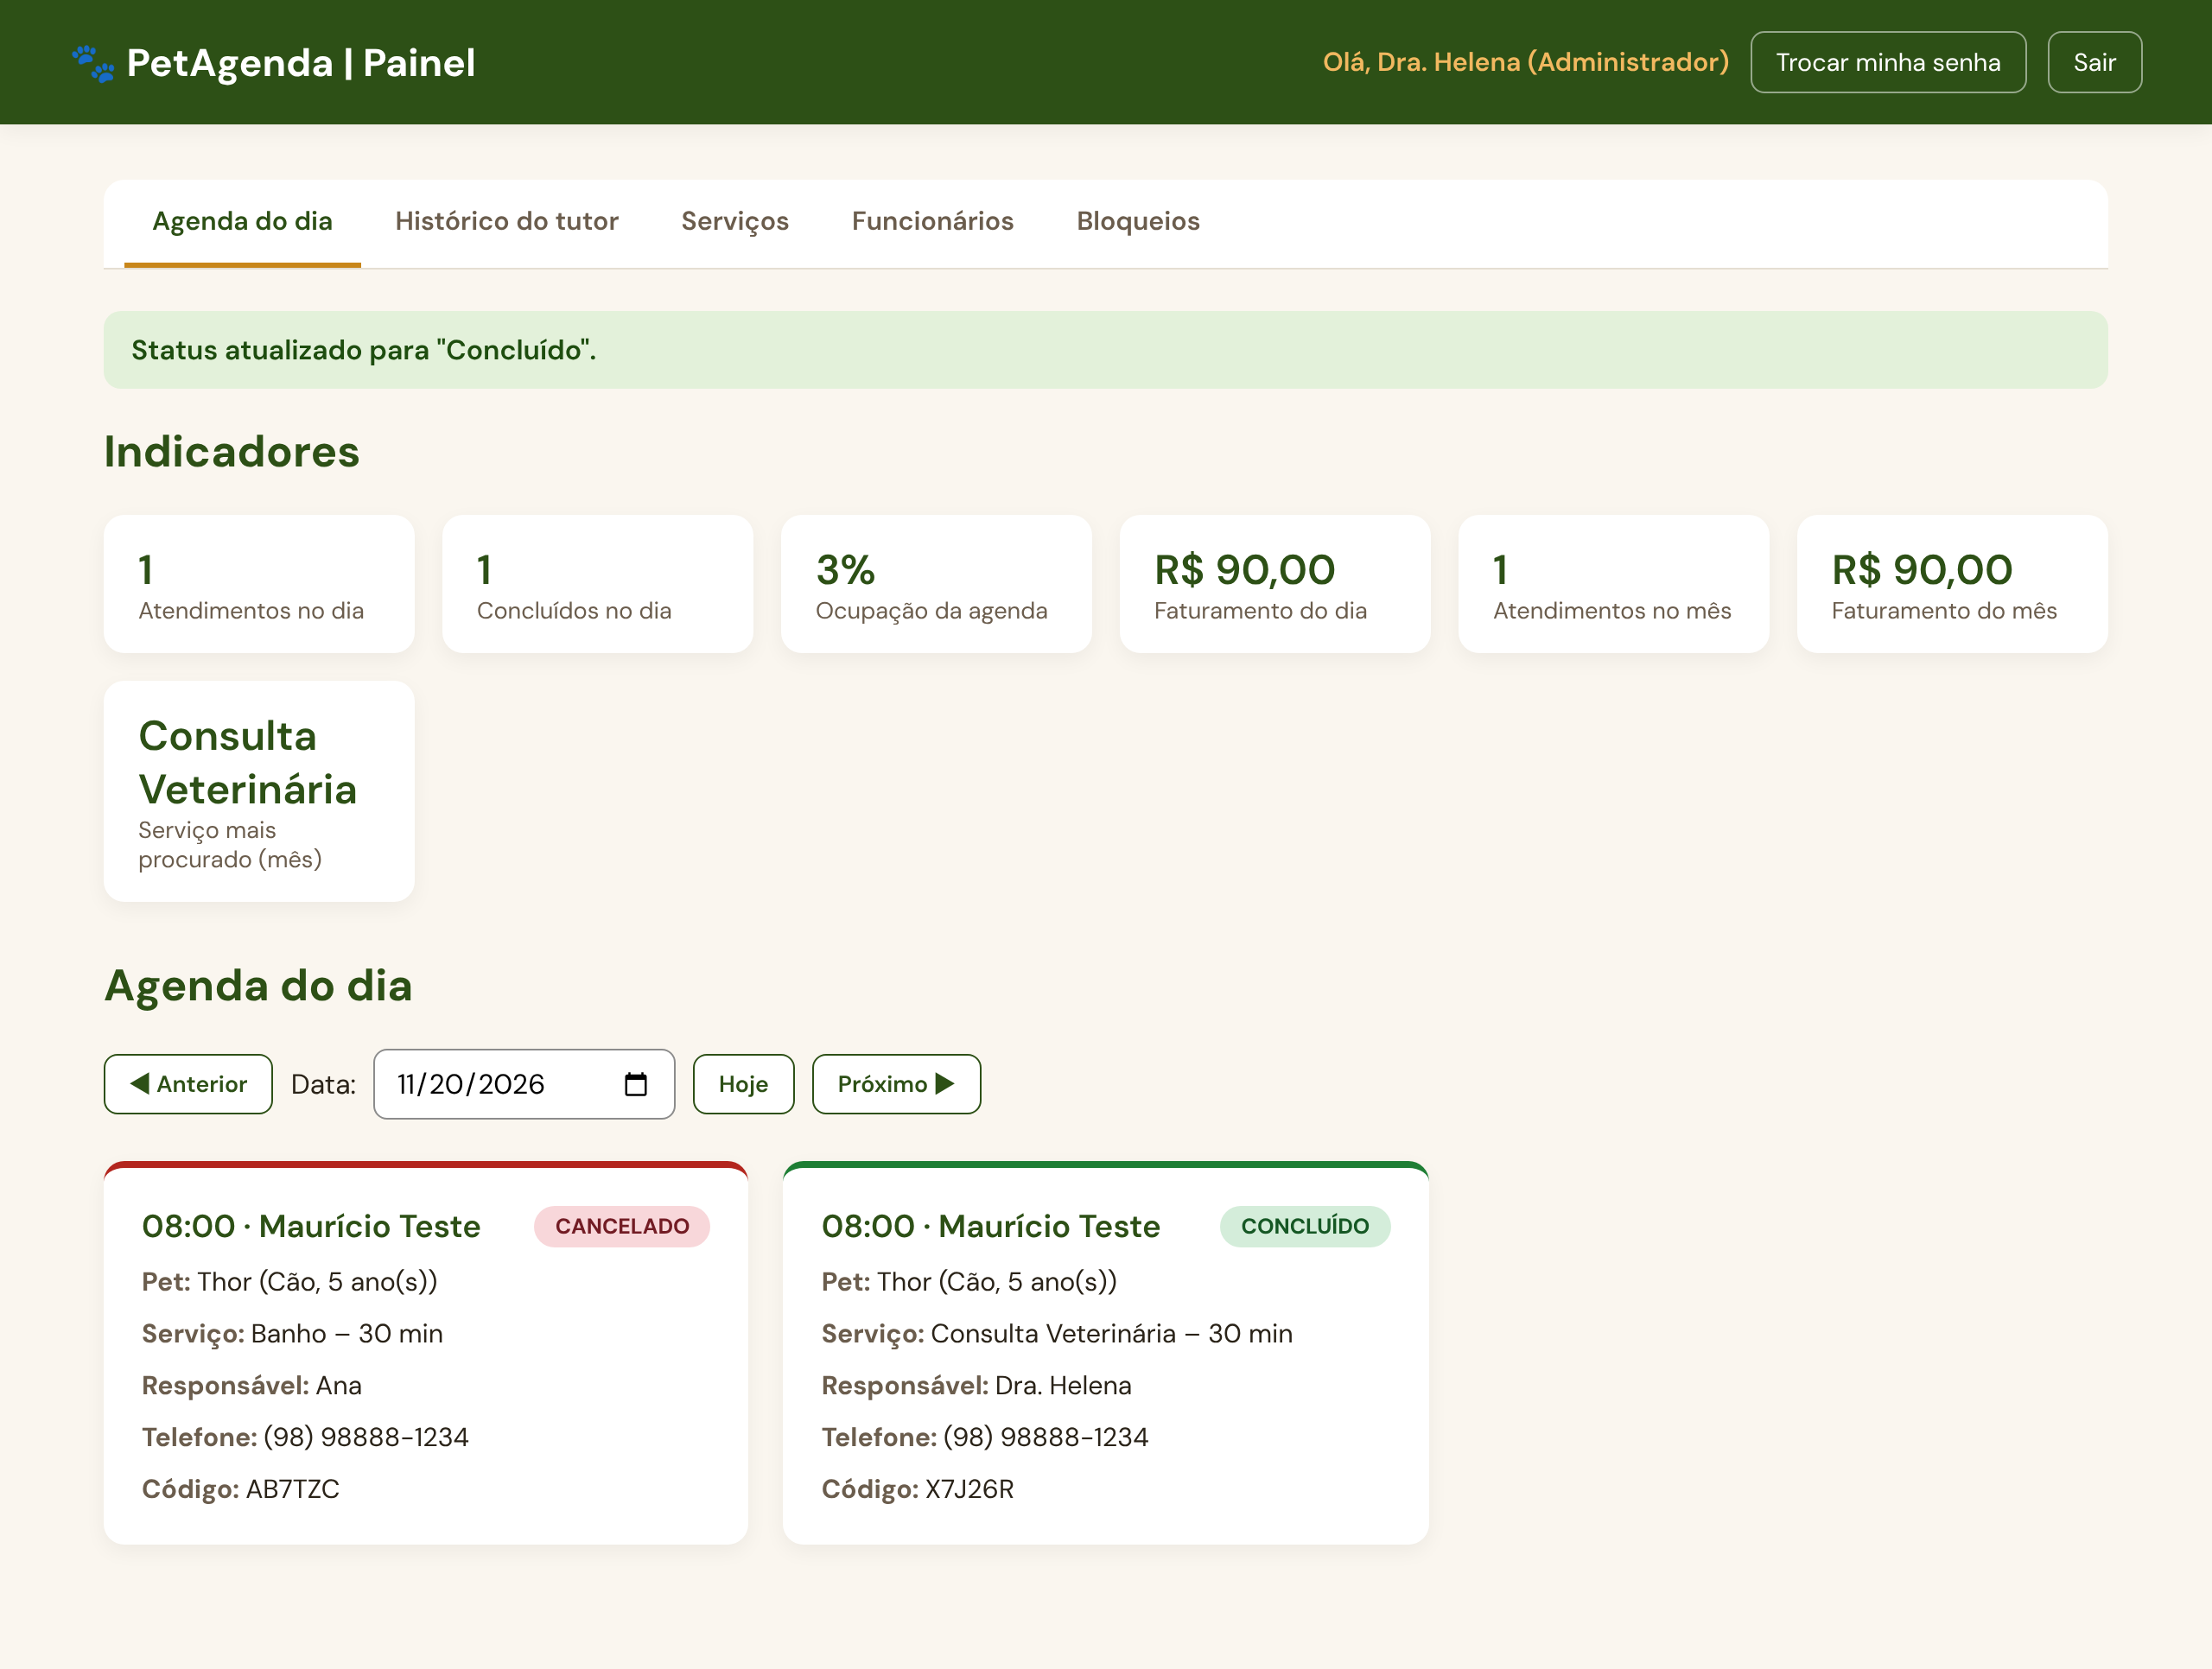 PetAgenda | Painel
Olá, Dra. Helena (Administrador)
Trocar minha senha
Sair
Agenda do dia
Histórico do tutor
Serviços
Funcionários
Bloqueios
Status atualizado para "Concluído".
Indicadores
1
Atendimentos no dia
1
Concluídos no dia
3%
Ocupação da agenda
R$ 90,00
Faturamento do dia
1
Atendimentos no mês
R$ 90,00
Faturamento do mês
Consulta
Veterinária
Serviço mais
procurado (mês)
Agenda do dia
◀ Anterior
Data:
11/20/2026
Hoje
Próximo ▶
08:00 · Maurício Teste
CANCELADO
Pet: Thor (Cão, 5 ano(s))
Serviço: Banho – 30 min
Responsável: Ana
Telefone: (98) 98888-1234
Código: AB7TZC
08:00 · Maurício Teste
CONCLUÍDO
Pet: Thor (Cão, 5 ano(s))
Serviço: Consulta Veterinária – 30 min
Responsável: Dra. Helena
Telefone: (98) 98888-1234
Código: X7J26R